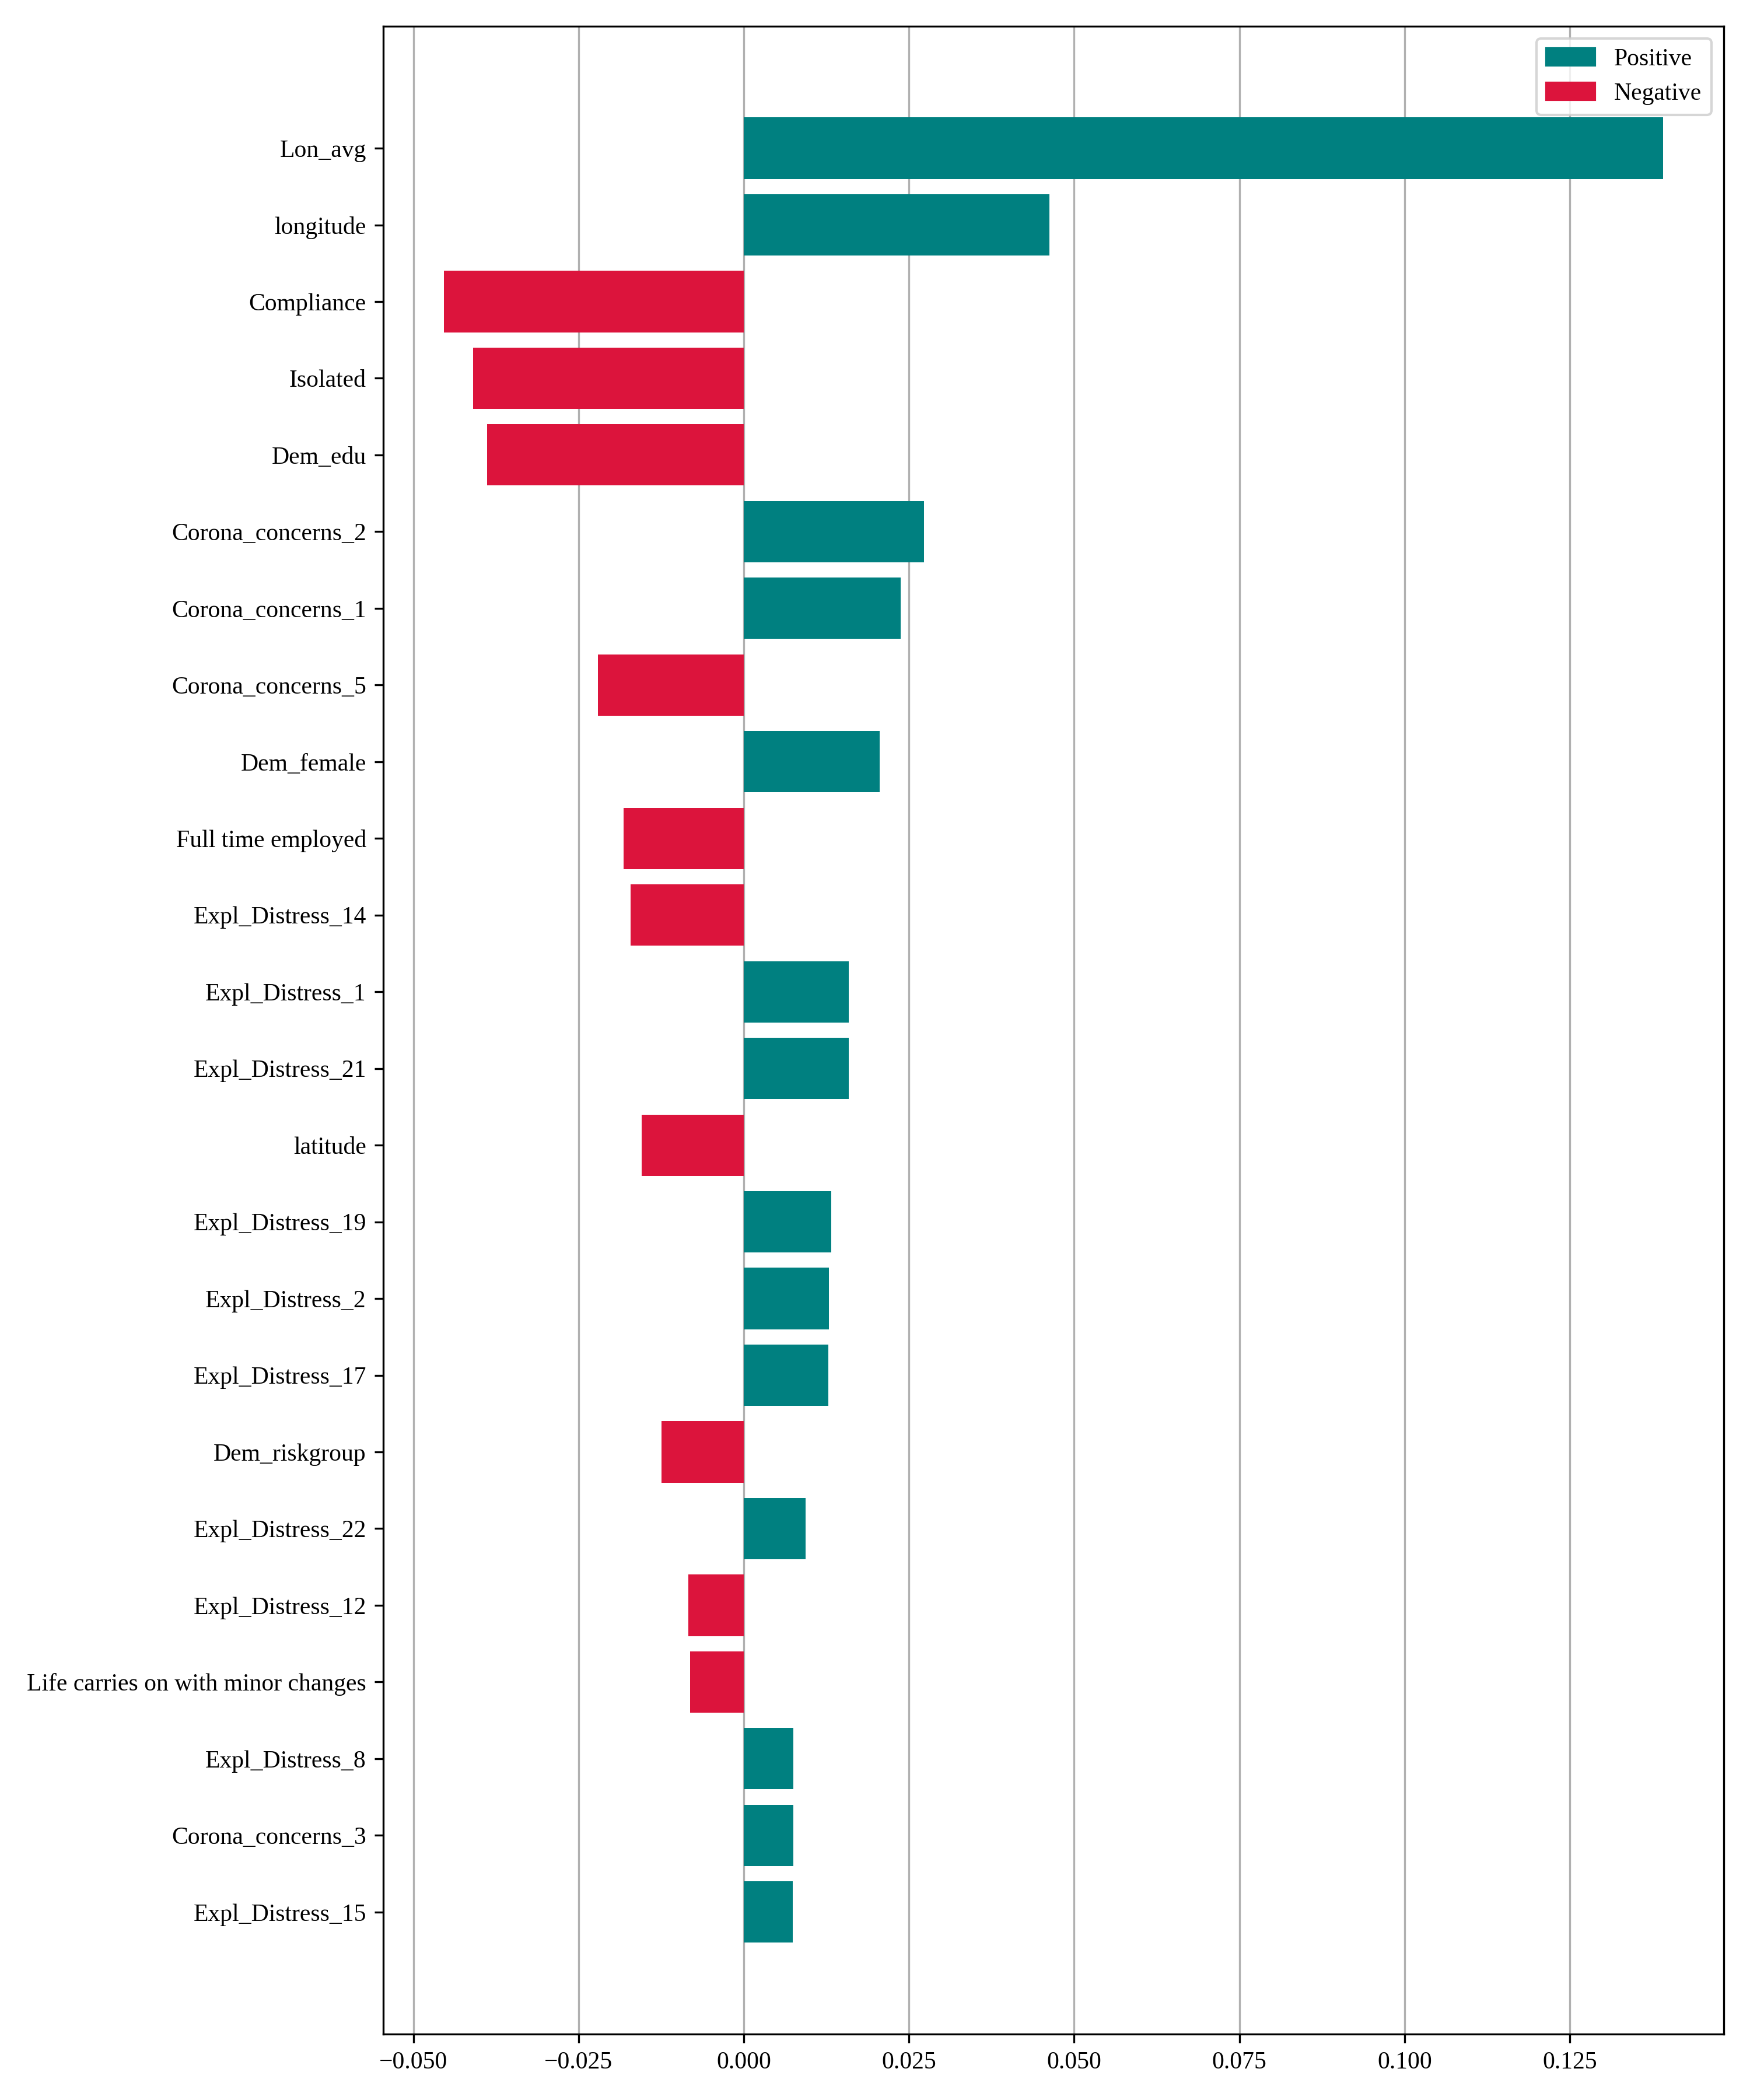 Positive
Negative
Lon_avg
longitude
Compliance
Isolated
Dem_edu
Corona_concerns_2
Corona_concerns_1
Corona_concerns_5
Dem_female
Full time employed
Expl_Distress_14
Expl_Distress_1
Expl_Distress_21
latitude
Expl_Distress_19
Expl_Distress_2
Expl_Distress_17
Dem_riskgroup
Expl_Distress_22
Expl_Distress_12
Life carries on with minor changes
Expl_Distress_8
Corona_concerns_3
Expl_Distress_15
−0.050 −0.025 0.000 0.025 0.050 0.075 0.100 0.125